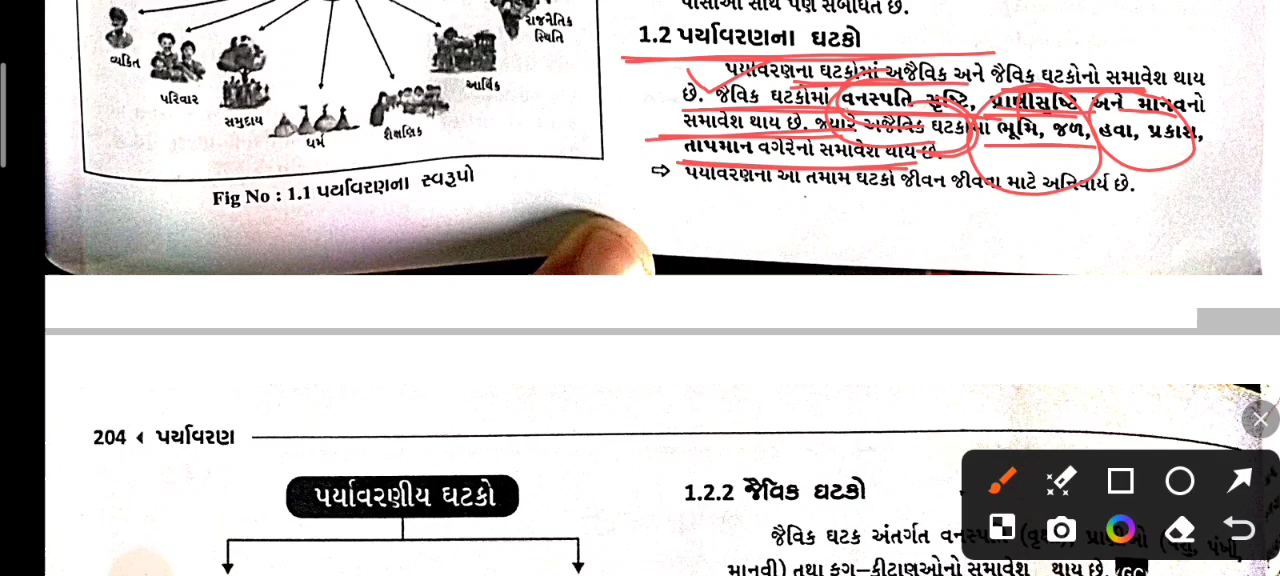 રાજનૈતિક
સ્થિતિ
વ્યકિત
પરિવાર
આર્થિક
સમુદાય
ધર્મ
શૈક્ષણિક
Fig No : 1.1 પર્યાવરણના સ્વરૂપો
સાથે પણ સંબંધિત છે.
1.2 પર્યાવરણના ઘટકો
પર્યાવરણના ઘટકોમાં અજૈવિક અને જૈવિક ઘટકોનો સમાવેશ થાય
છે. જૈવિક ઘટકોમાં વનસ્પતિ સૃષ્ટિ, પ્રાણીસૃષ્ટિ અને માનવનો
સમાવેશ થાય છે. જ્યારે અજૈવિક ઘટકોમાં ભૂમિ, જળ, હવા, પ્રકાશ,
તાપમાન વગેરેનો સમાવેશ થાય છે.
⇨ પર્યાવરણના આ તમામ ઘટકો જીવન જીવવા માટે અનિવાર્ય છે.
204 પર્યાવરણ
પર્યાવરણીય ઘટકો
1.2.2 જૈવિક ઘટકો
જૈવિક ઘટક અંતર્ગત
માનવી) તથા કૃગ–કીટાણઓનો સમાવેશ થાય છે.